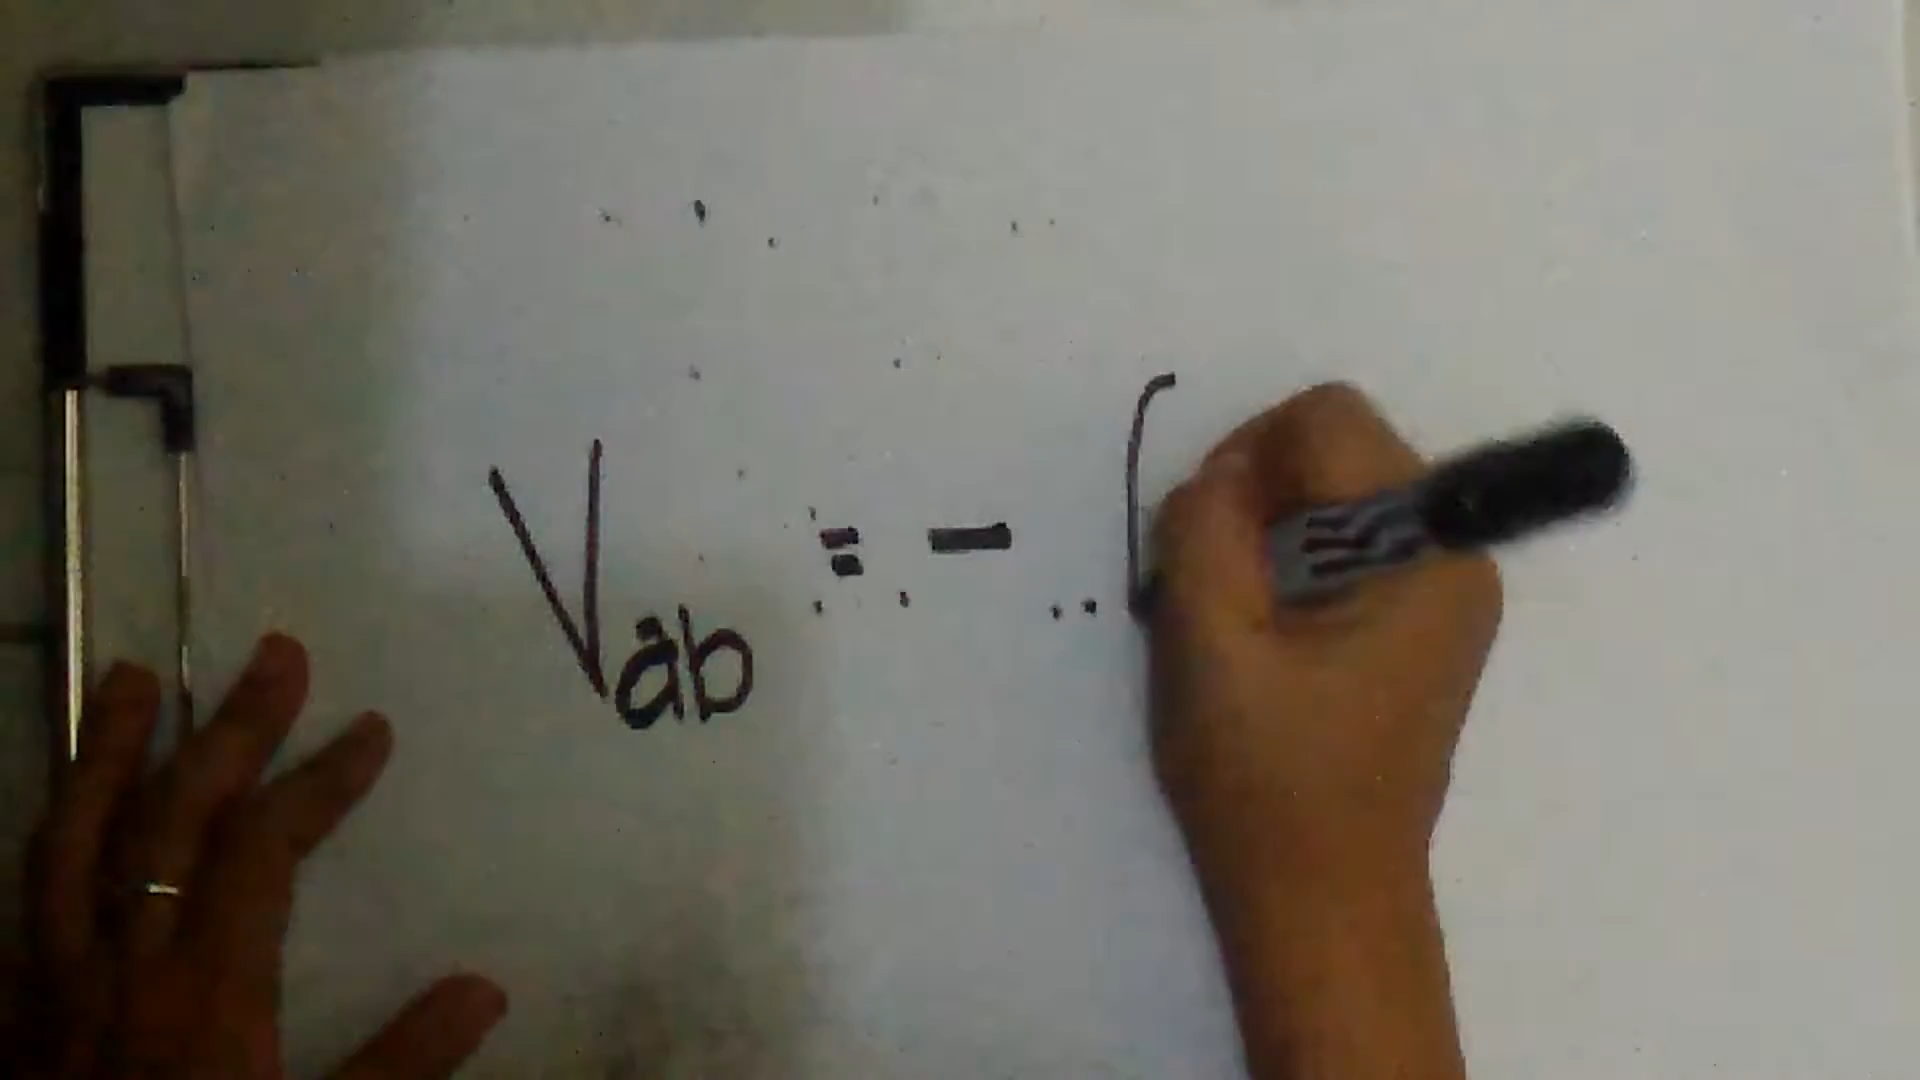 Vab = - ∫